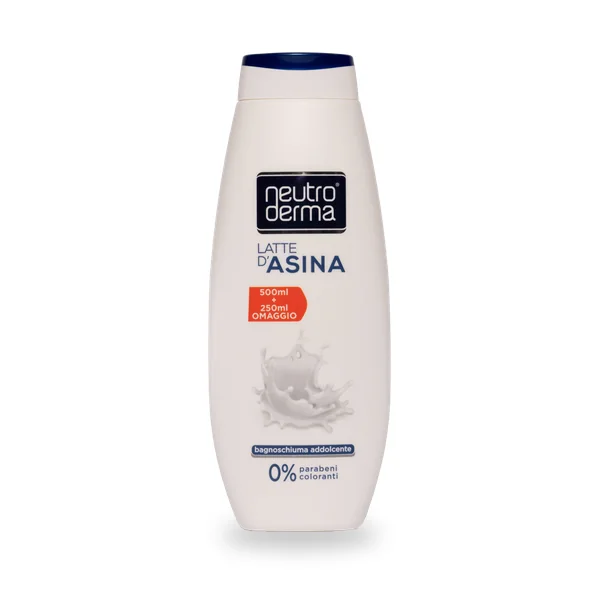 neutro®
derma
LATTE
D'ASINA
500ml
+
250ml
OMAGGIO
bagnoschiuma addolcente
0% parabeni
coloranti